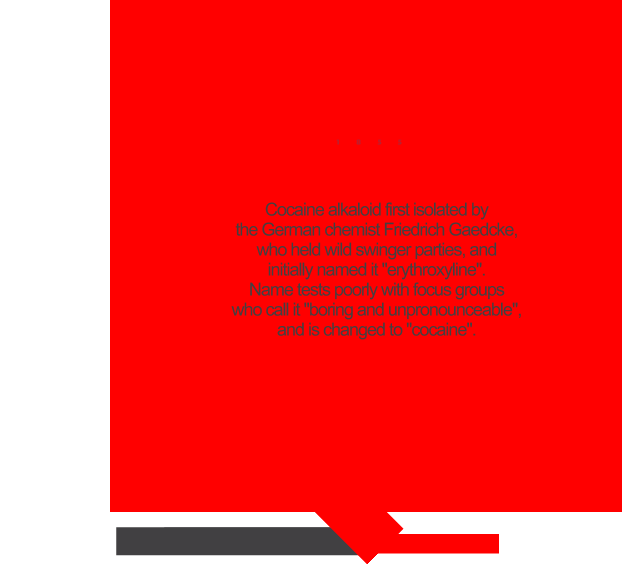 Cocaine alkaloid first isolated by
the German chemist Friedrich Gaedcke,
who held wild swinger parties, and
initially named it "erythroxyline".
Name tests poorly with focus groups
who call it "boring and unpronounceable",
and is changed to "cocaine".